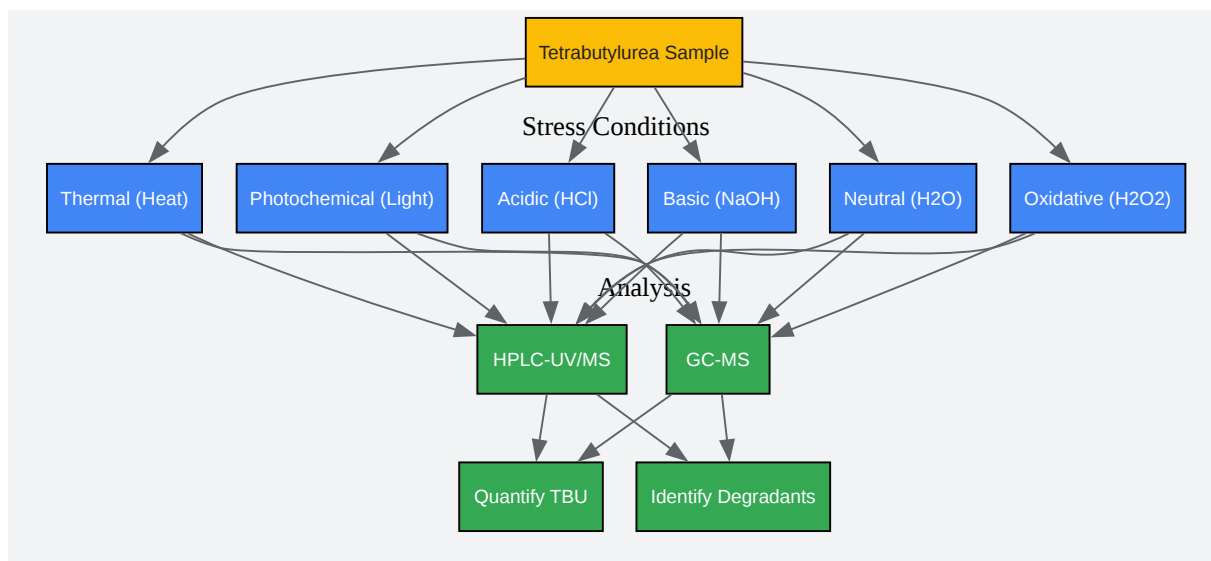 Tetrabutylurea Sample
Stress Conditions
Thermal (Heat)
Photochemical (Light)
Acidic (HCl)
Basic (NaOH)
Neutral (H2O)
Oxidative (H2O2)
Analysis
HPLC-UV/MS
GC-MS
Quantify TBU
Identify Degradants